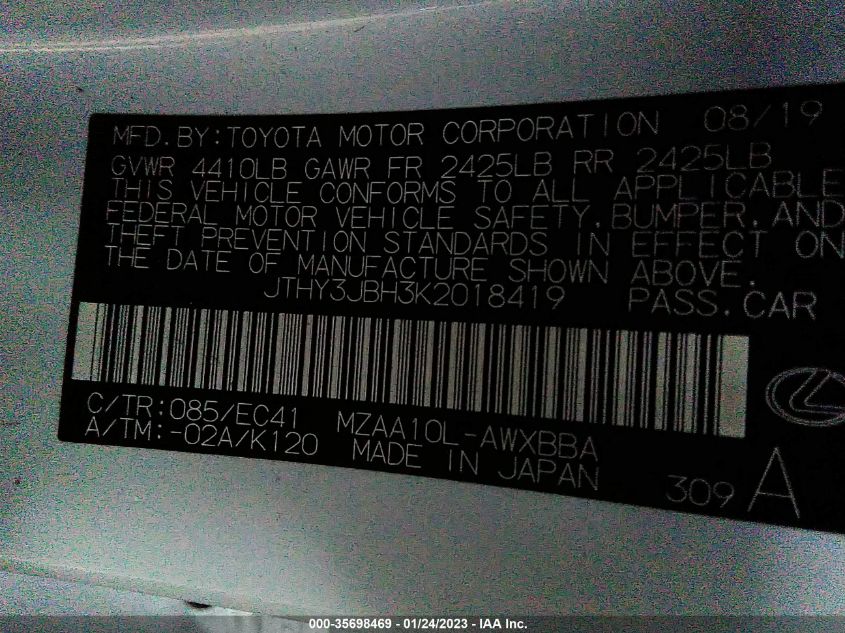 MFD.BY:TOYOTA MOTOR CORPORATION 08/19
GVWR 4410LB GAWR FR 2425LB RR 2425LB
THIS VEHICLE CONFORMS TO ALL APPLICABLE
FEDERAL MOTOR VEHICLE SAFETY,BUMPER,AND
THEFT PREVENTION STANDARDS IN EFFECT ON
THE DATE OF MANUFACTURE SHOWN ABOVE.
JTHY3JBH3K2018419 PASS.CAR
C/TR:085/EC41 MZAA10L-AWXBBA
A/TM:-02A/K120 MADE IN JAPAN 309 A
000-35698469 - 01/24/2023 - IAA Inc.